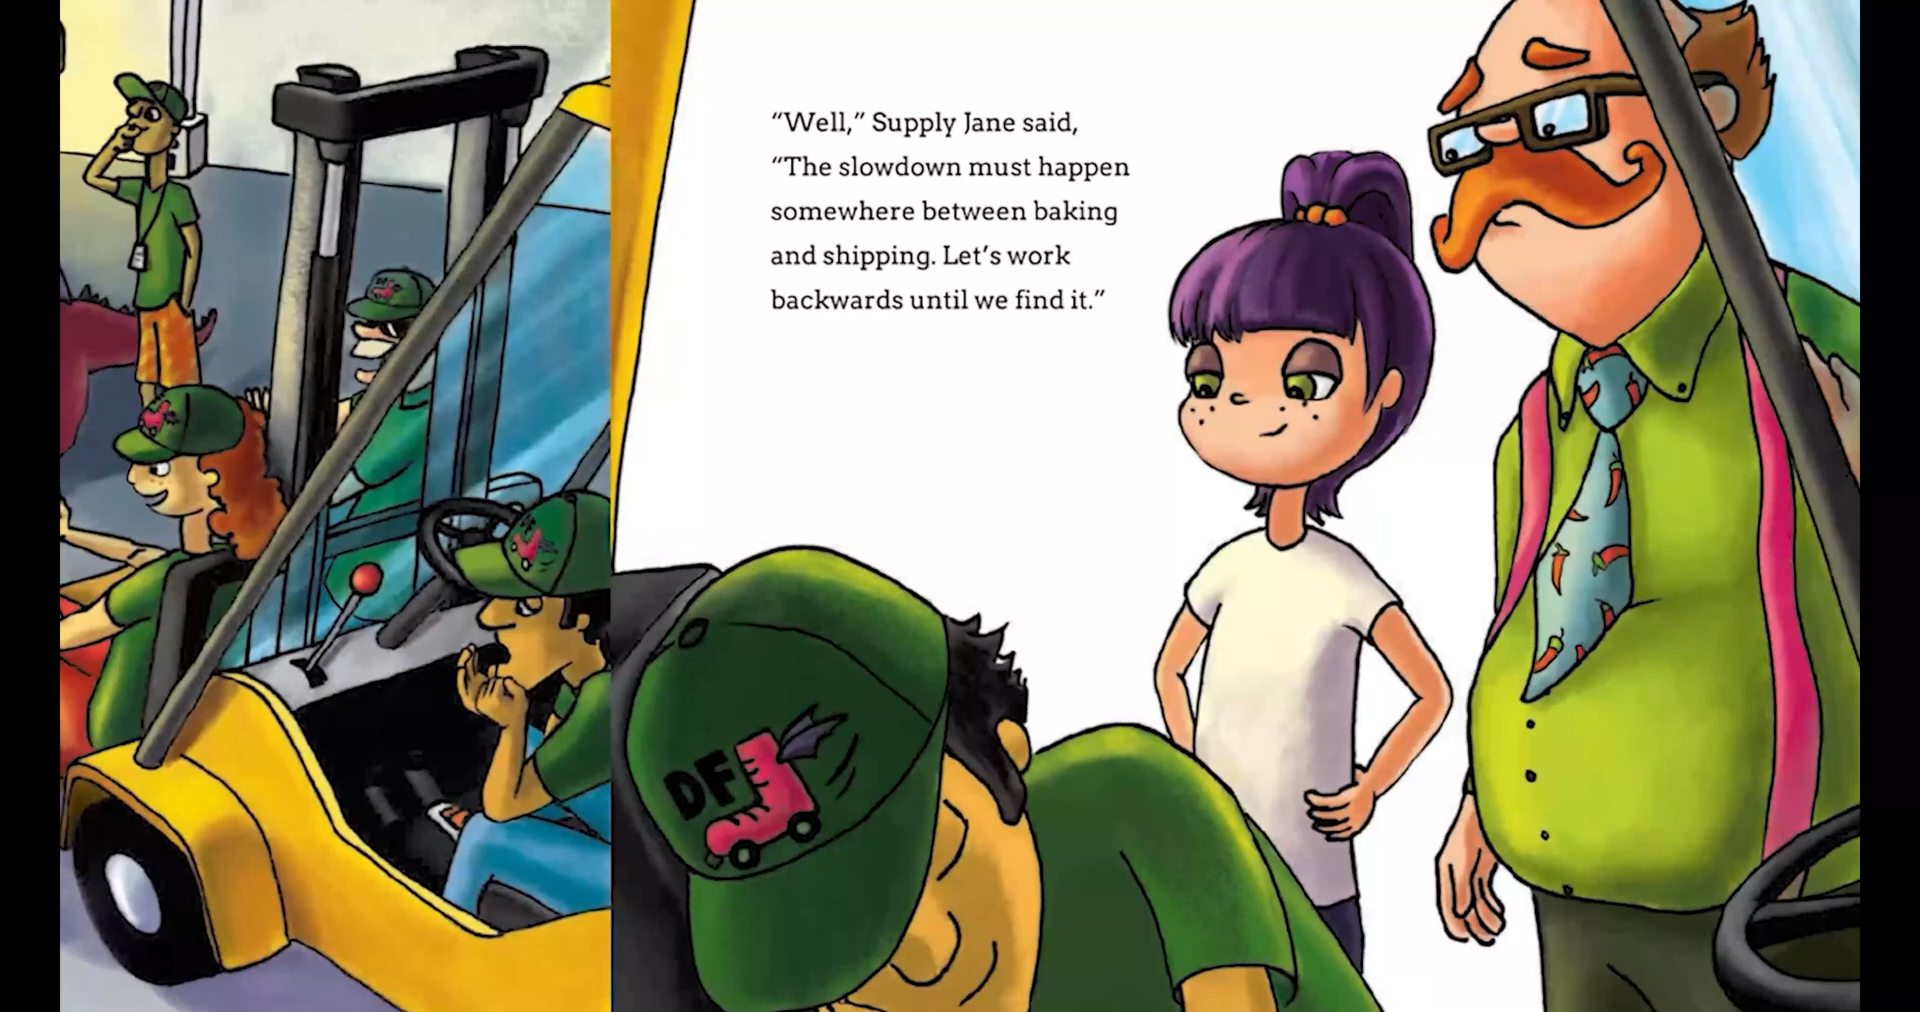 “Well,” Supply Jane said,
“The slowdown must happen
somewhere between baking
and shipping. Let’s work
backwards until we find it.”
DF